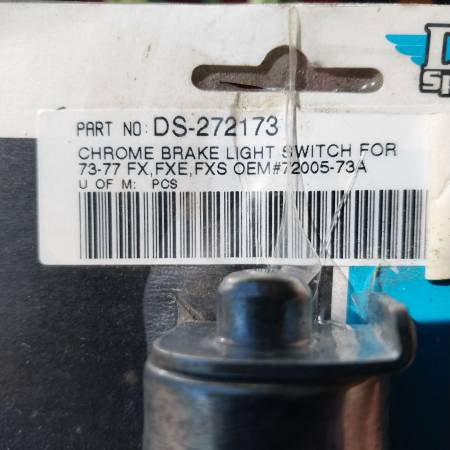 D
Sp
PART NO: DS-272173
CHROME BRAKE LIGHT SWITCH FOR
73-77 FX,FXE,FXS OEM#72005-73A
U OF M: PCS